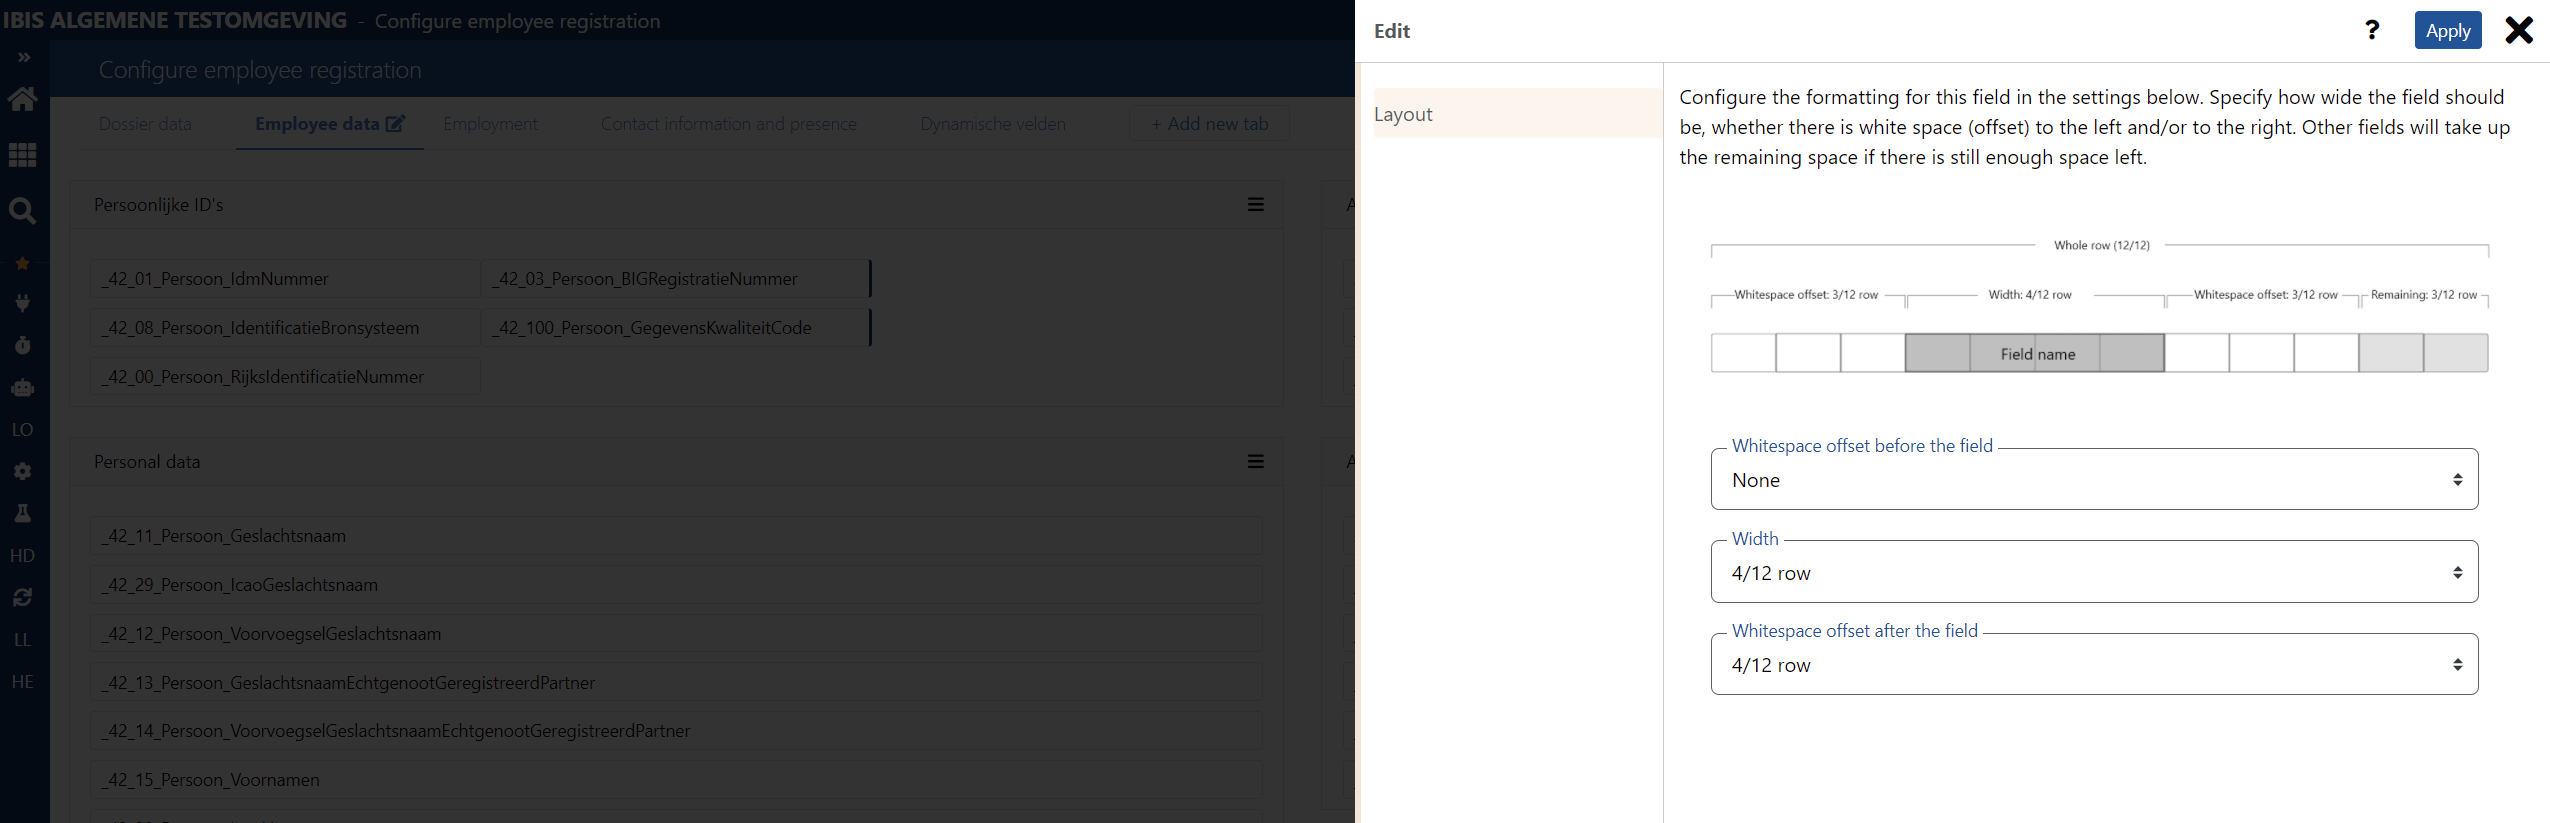 IBIS ALGEMENE TESTOMGEVING - Configure employee registration
Configure employee registration
Dossier data
Employee data
Employment
Contact information and presence
Dynamische velden
+ Add new tab
Persoonlijke ID's
_42_01_Persoon_IdmNummer
_42_03_Persoon_BIGRegistratieNummer
_42_08_Persoon_IdentificatieBronsysteem
_42_100_Persoon_GegevensKwaliteitCode
_42_00_Persoon_RijksIdentificatieNummer
Personal data
_42_11_Persoon_Geslachtsnaam
_42_29_Persoon_IcaoGeslachtsnaam
_42_12_Persoon_VoorvoegselGeslachtsnaam
_42_13_Persoon_GeslachtsnaamEchtgenootGeregistreerdPartner
_42_14_Persoon_VoorvoegselGeslachtsnaamEchtgenootGeregistreerdPartner
_42_15_Persoon_Voornamen
LO
HD
LL
HE
Edit
?
Apply
Layout
Configure the formatting for this field in the settings below. Specify how wide the field should
be, whether there is white space (offset) to the left and/or to the right. Other fields will take up
the remaining space if there is still enough space left.
Whole row (12/12)
Whitespace offset: 3/12 row
Width: 4/12 row
Whitespace offset: 3/12 row
Remaining: 3/12 row
Field name
Whitespace offset before the field
None
Width
4/12 row
Whitespace offset after the field
4/12 row